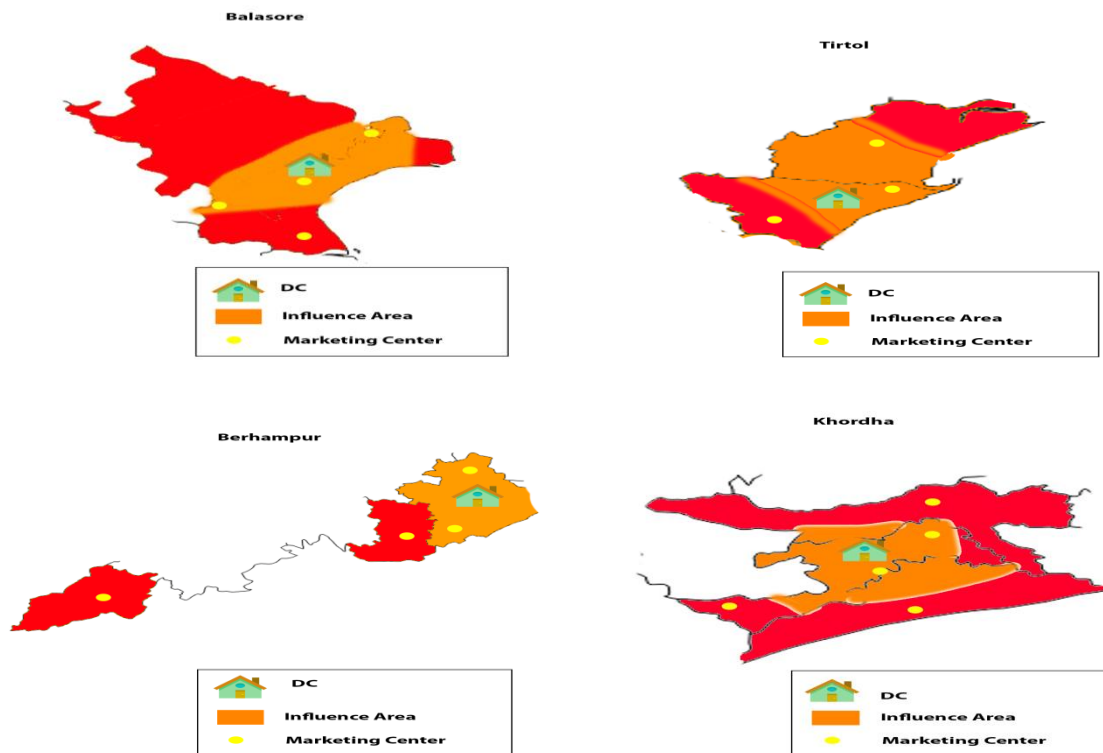 Balasore
DC
Influence Area
Marketing Center
Tirtol
DC
Influence Area
Marketing Center
Berhampur
DC
Influence Area
Marketing Center
Khordha
DC
Influence Area
Marketing Center